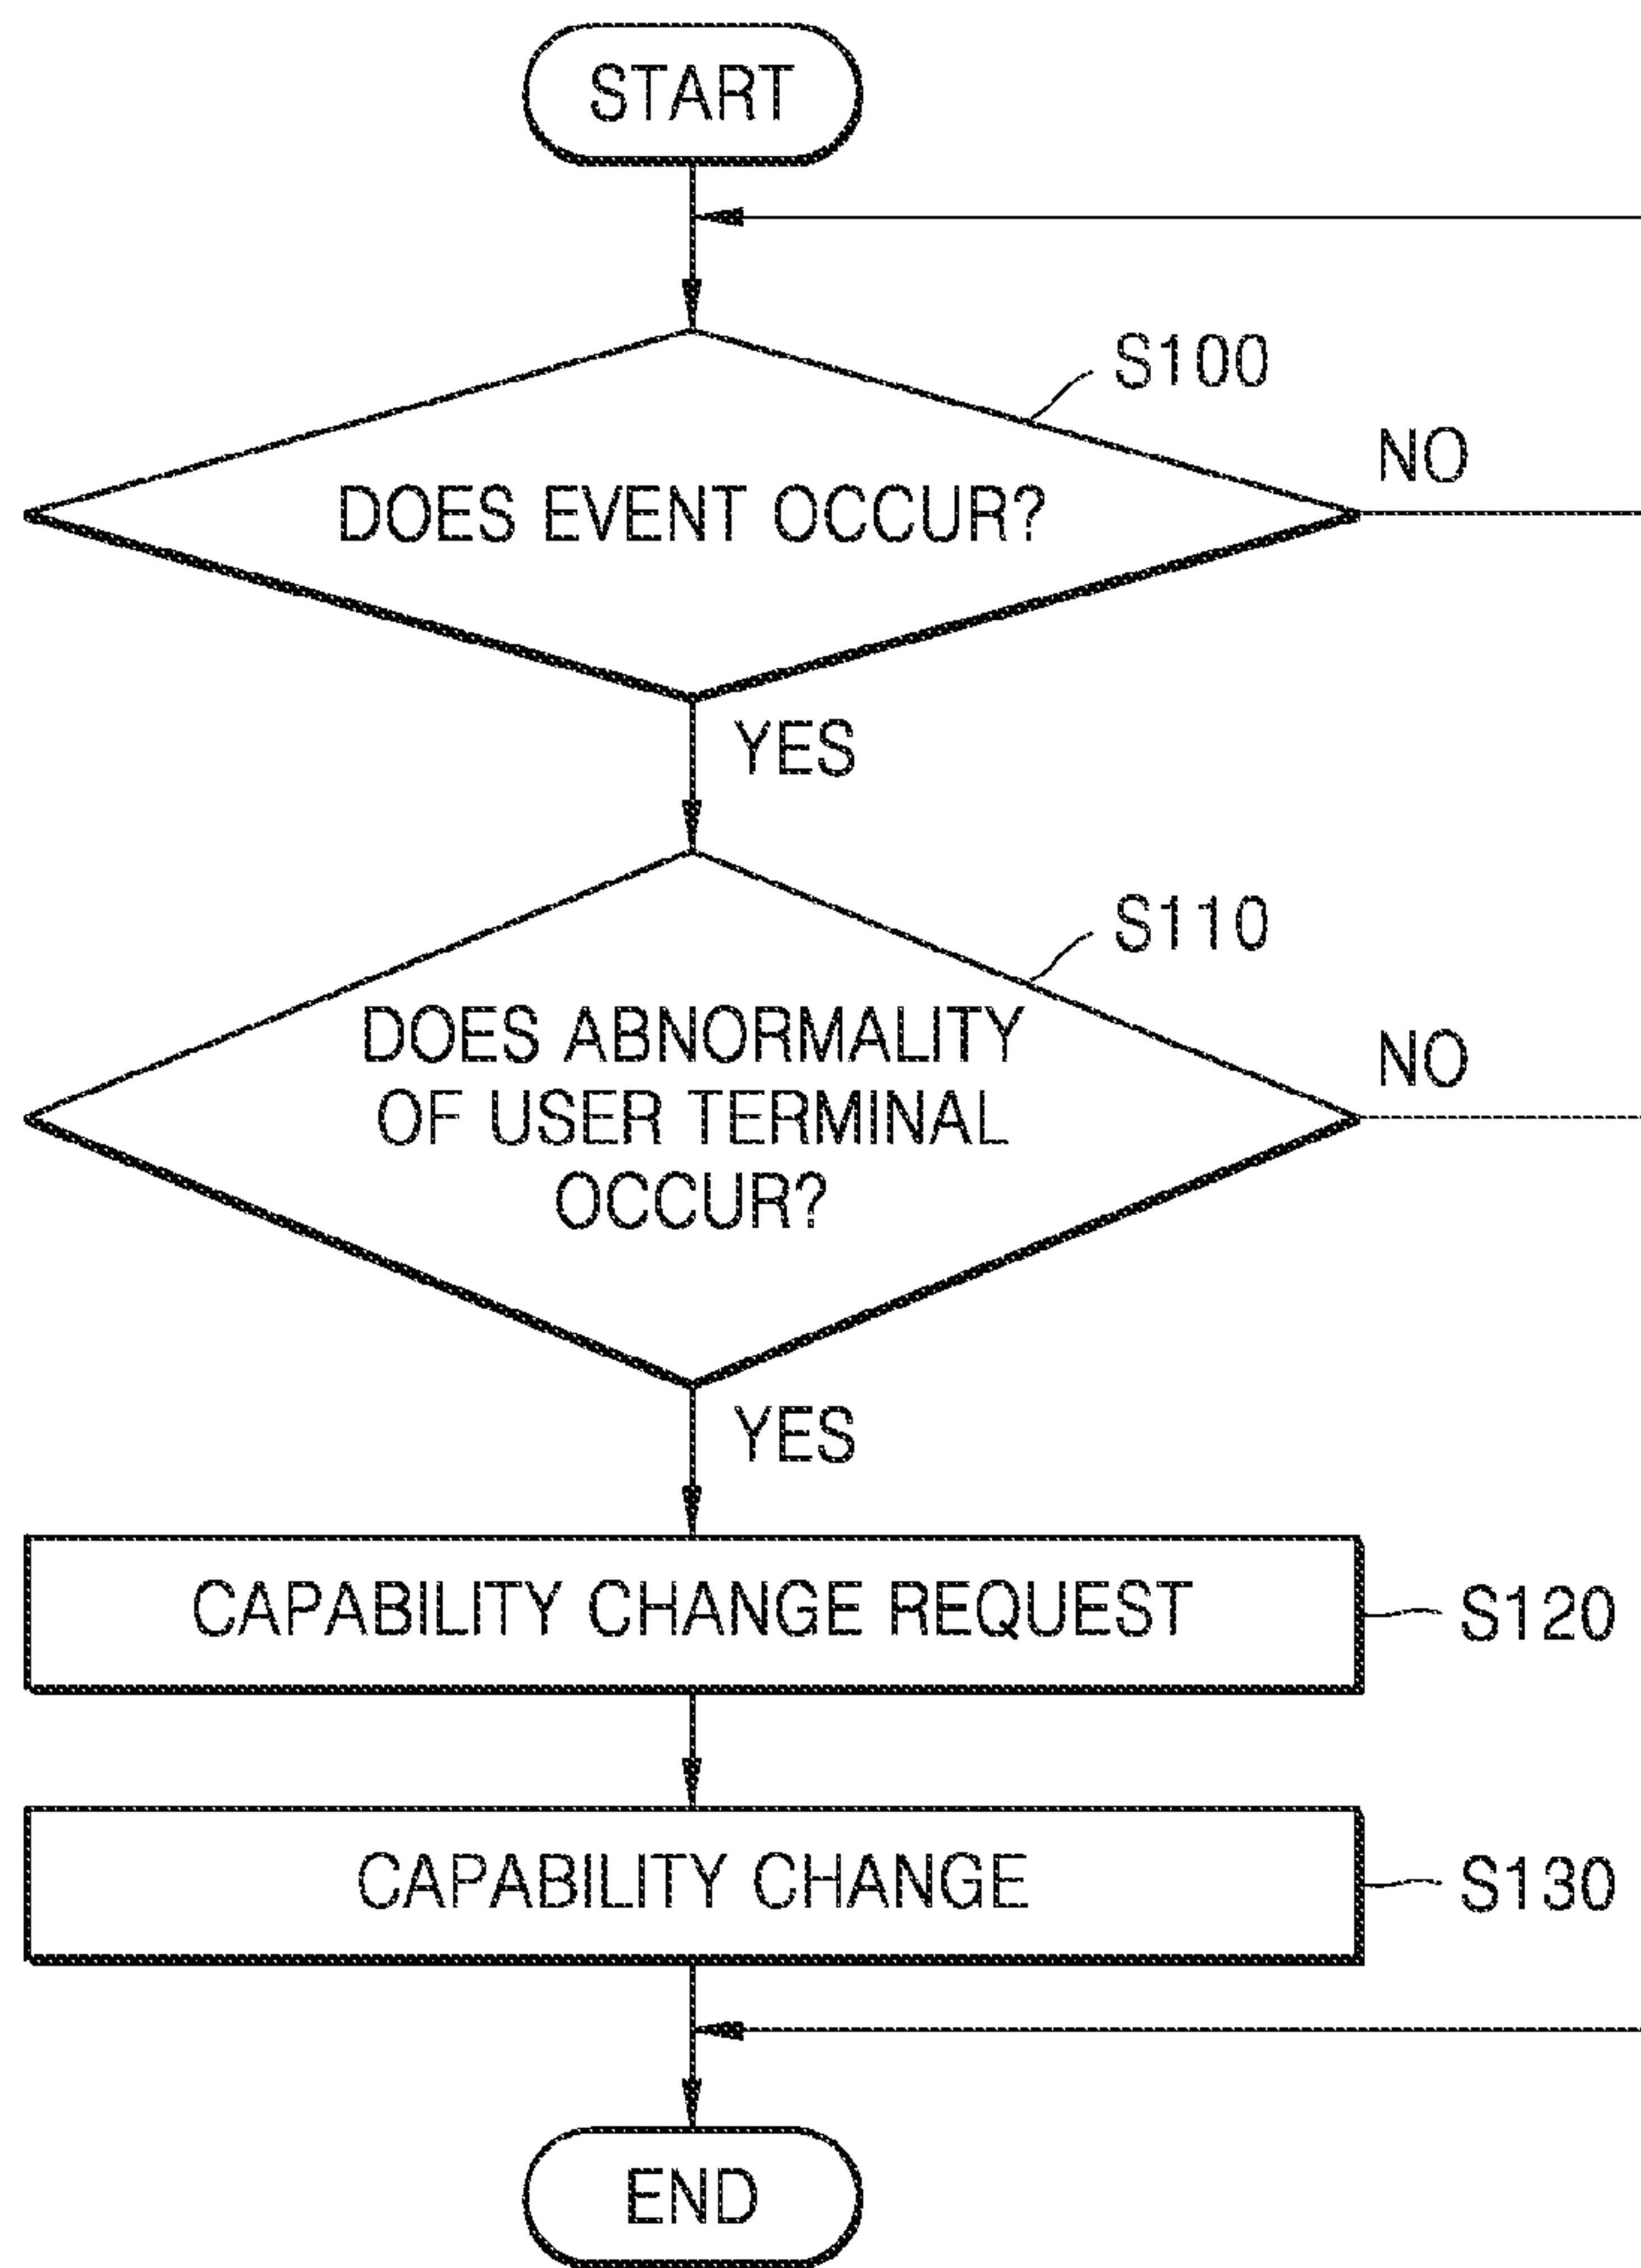 START
S100
NO
DOES EVENT OCCUR?
YES
S110
DOES ABNORMALITY
NO
OF USER TERMINAL
OCCUR?
YES
CAPABILITY CHANGE REQUEST
S120
CAPABILITY CHANGE
S130
END